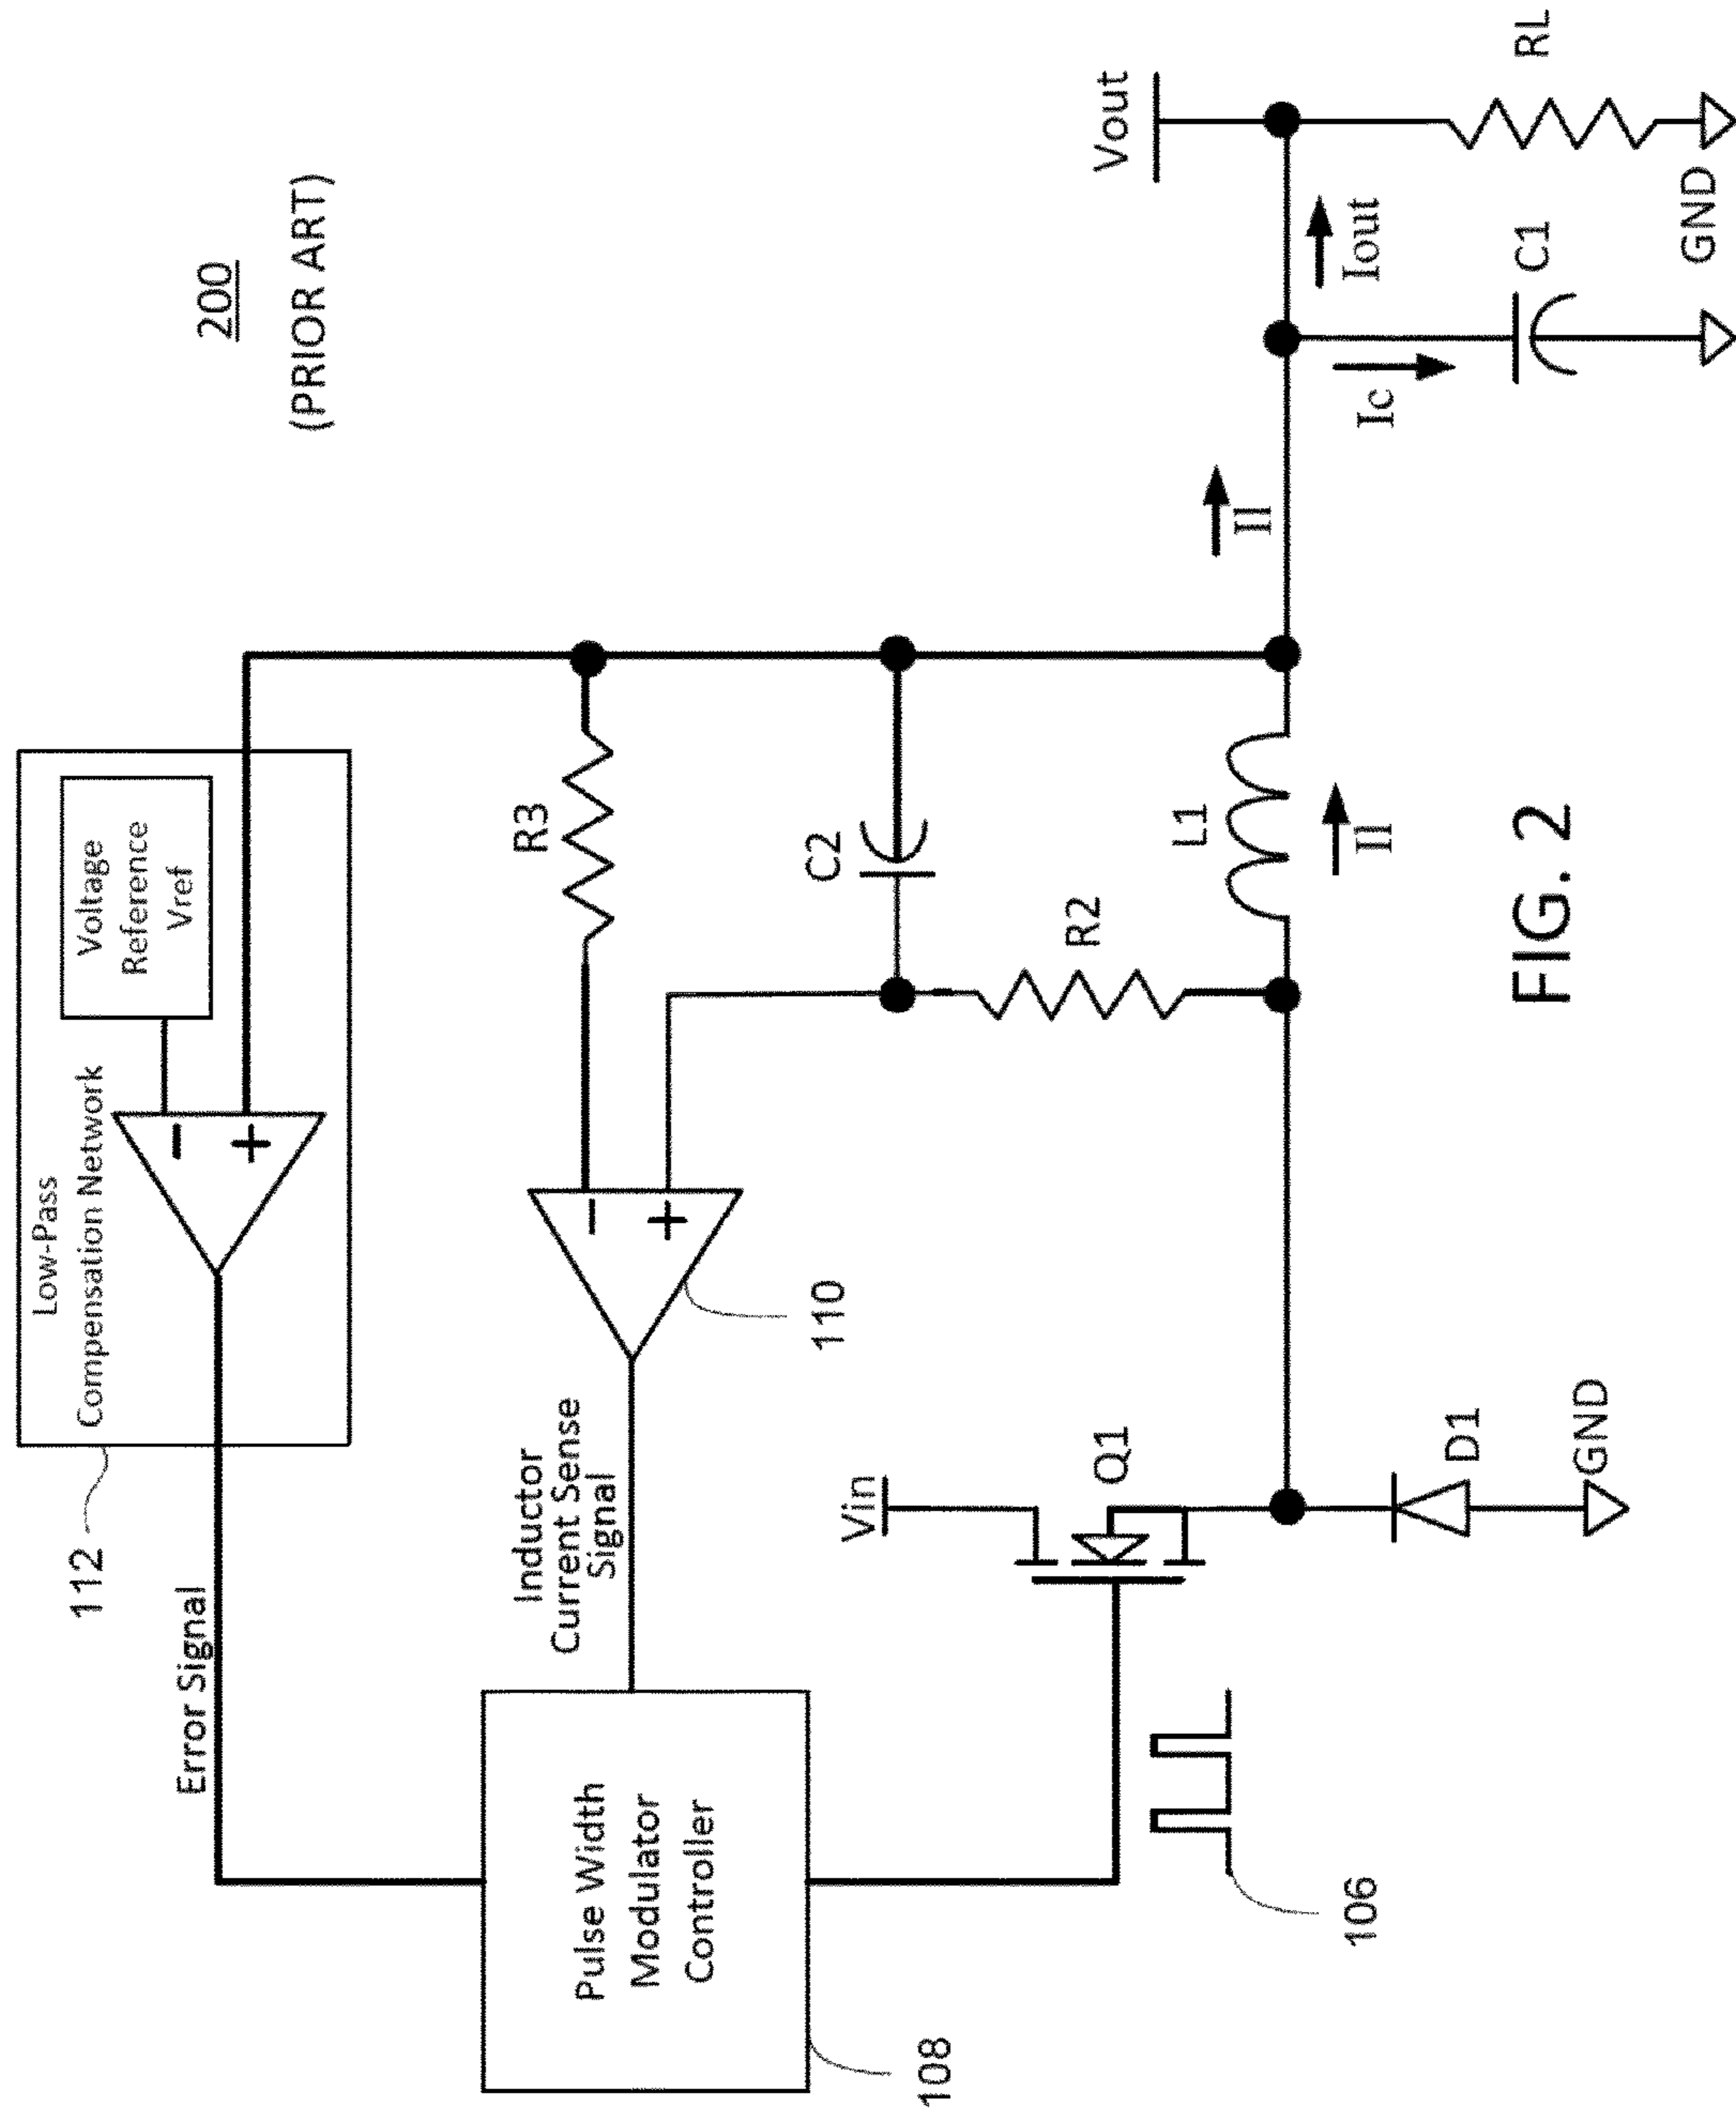 200
(PRIOR ART)
Low-Pass
Compensation Network
Voltage
Reference
Vref
−
+
112
Error Signal
R3
−
+
110
Inductor
Current Sense
Signal
C2
R2
Pulse Width
Modulator
Controller
108
Vin
Q1
106
L1
Il
Il
Vout
Iout
Ic
C1
RL
D1
GND
GND
FIG. 2